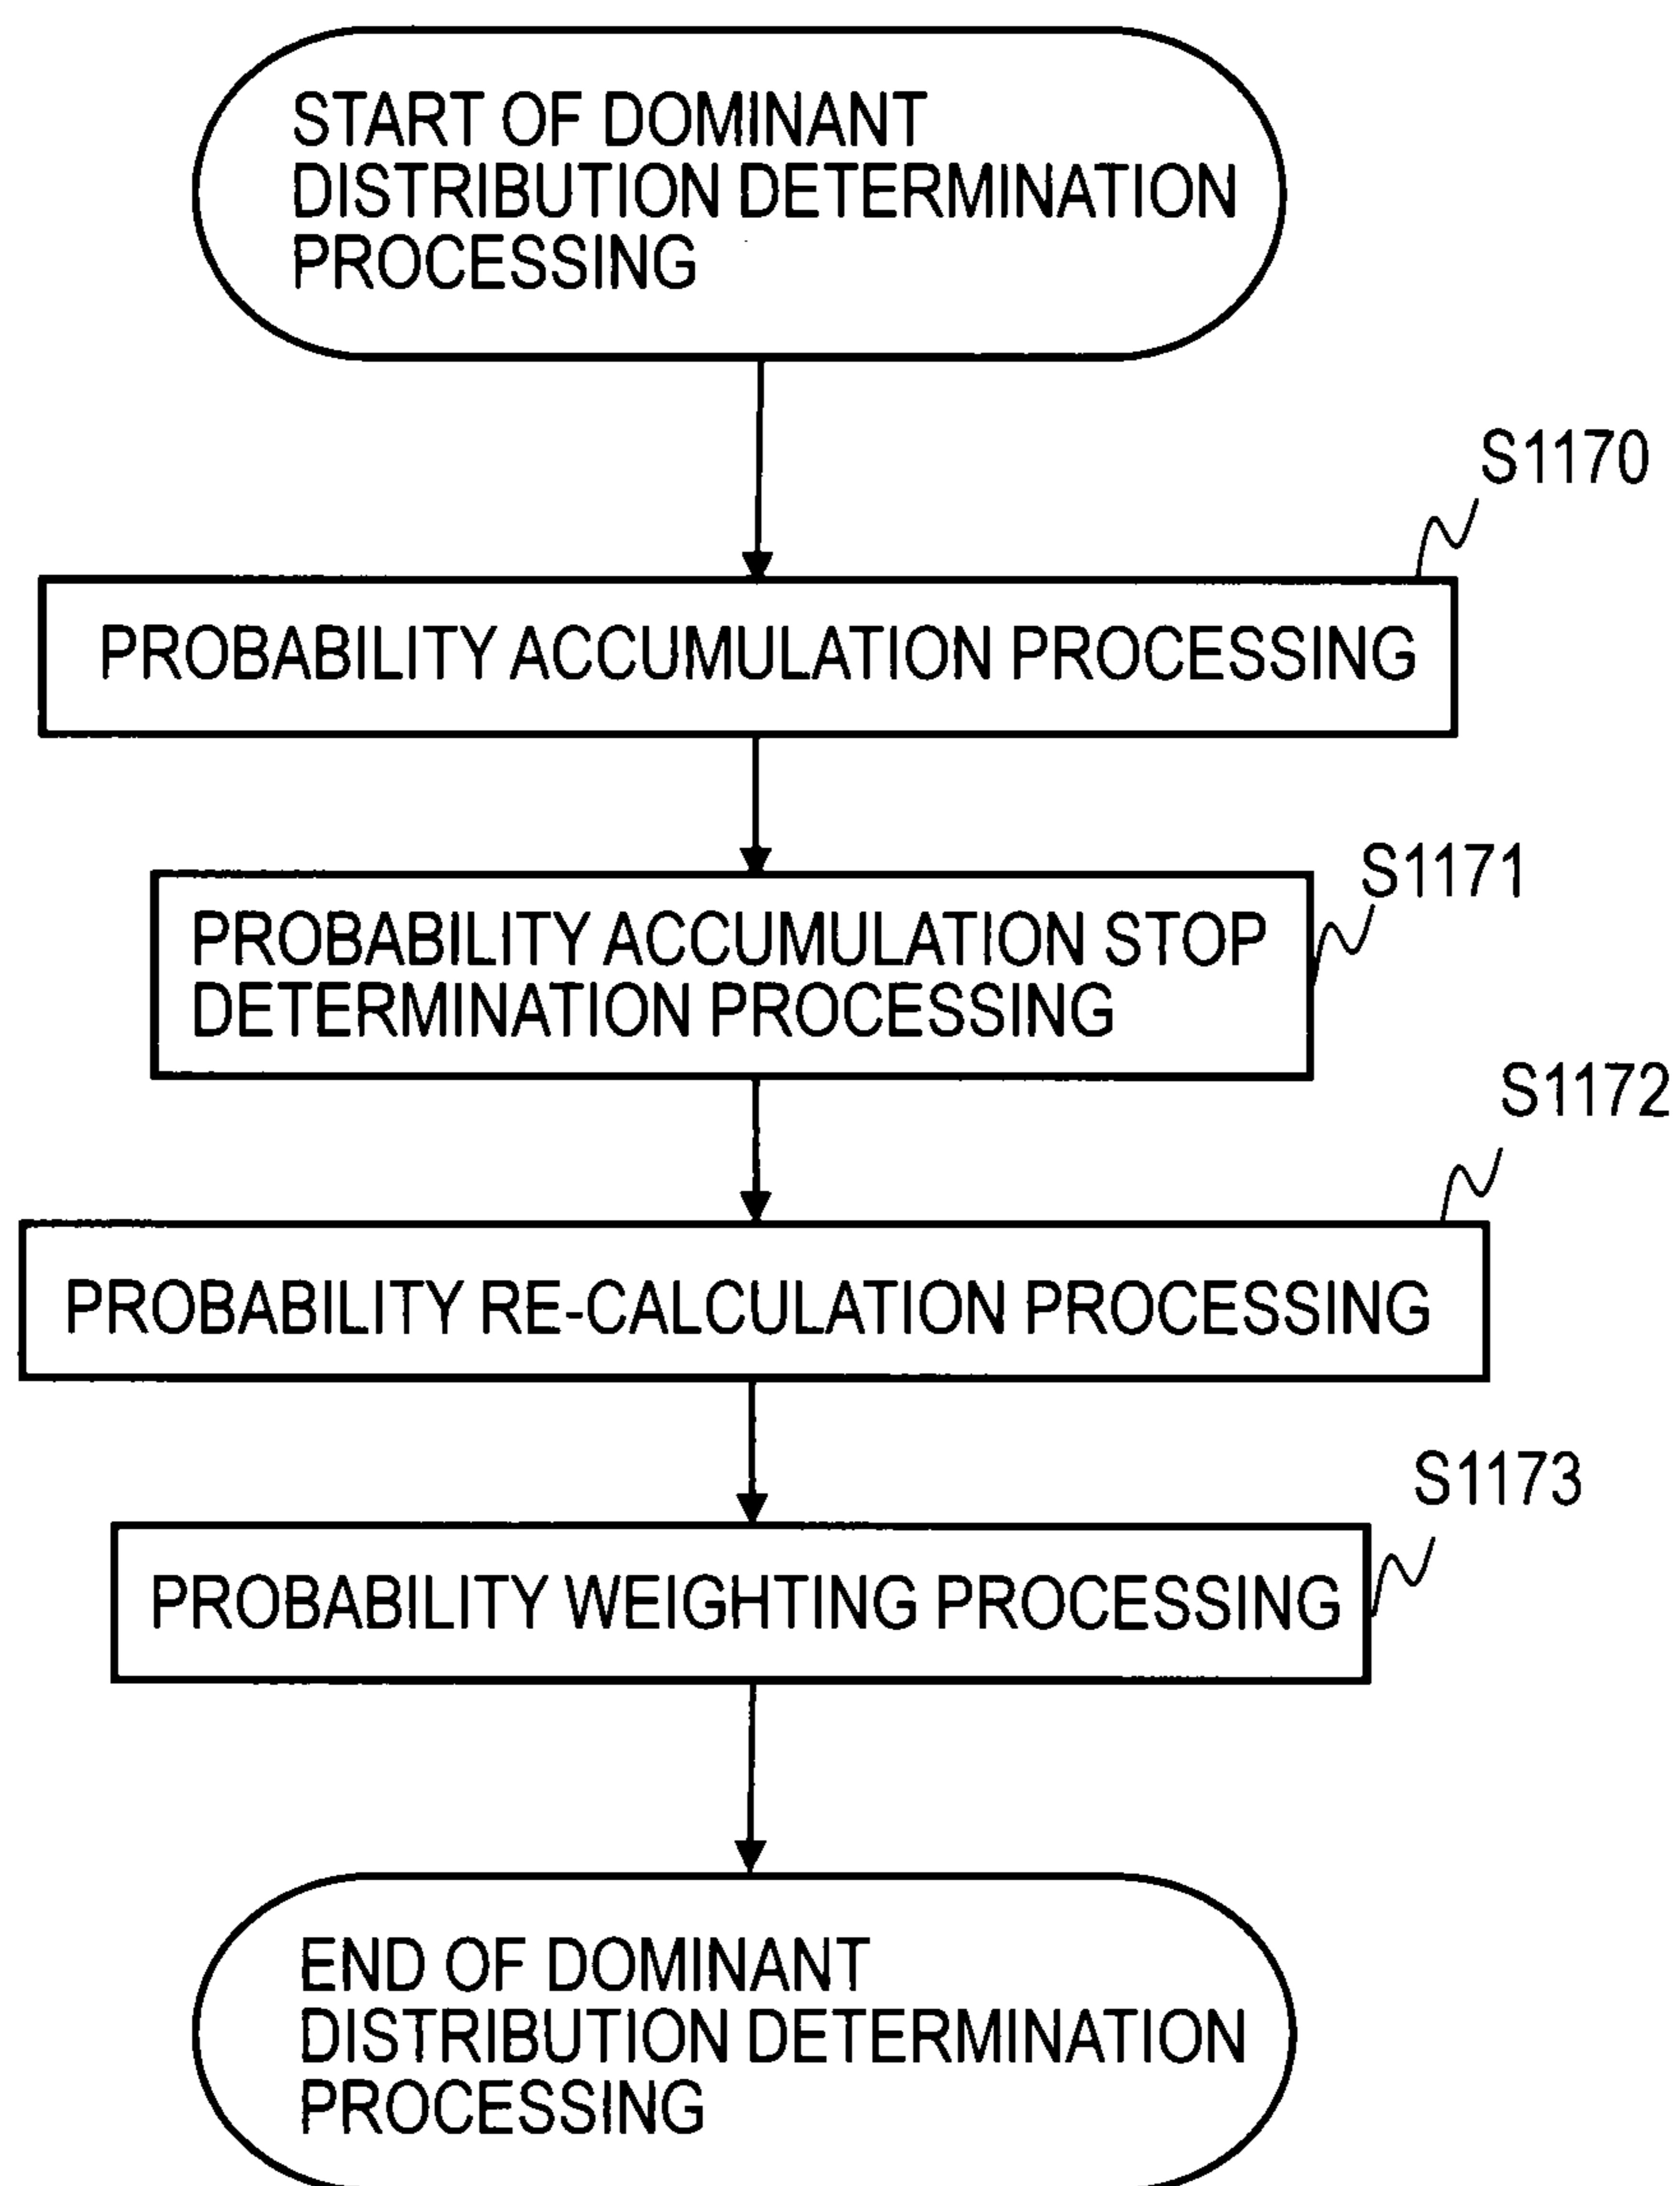 START OF DOMINANT
DISTRIBUTION DETERMINATION
PROCESSING
S1170
PROBABILITY ACCUMULATION PROCESSING
S1171
PROBABILITY ACCUMULATION STOP
DETERMINATION PROCESSING
S1172
PROBABILITY RE-CALCULATION PROCESSING
S1173
PROBABILITY WEIGHTING PROCESSING
END OF DOMINANT
DISTRIBUTION DETERMINATION
PROCESSING